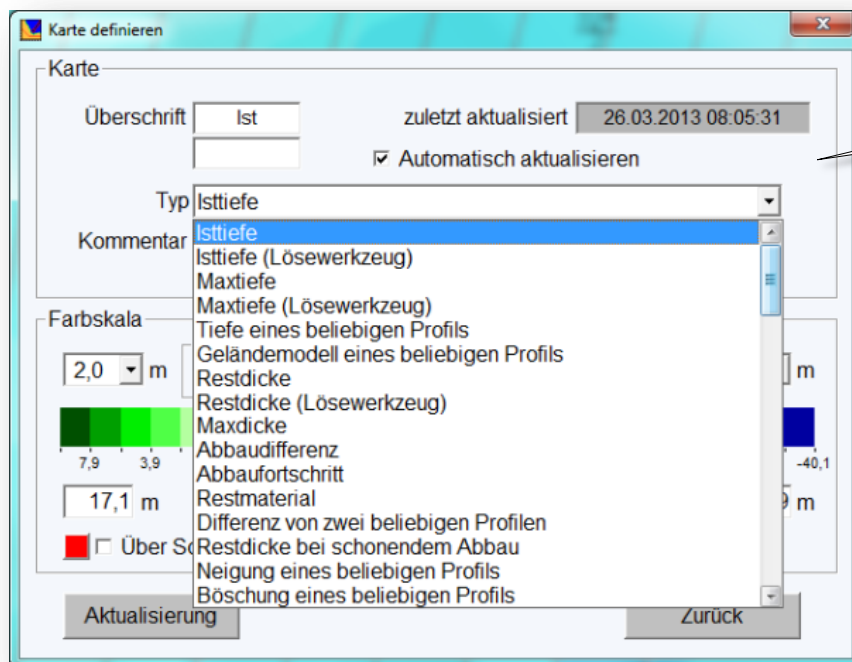 Karte definieren
Karte
Überschrift Ist zuletzt aktualisiert 26.03.2013 08:05:31
Automatisch aktualisieren
Typ Isttiefe
Kommentar
Isttiefe
Isttiefe (Lösewerkzeug)
Maxtiefe
Maxtiefe (Lösewerkzeug)
Tiefe eines beliebigen Profils
Geländemodell eines beliebigen Profils
Restdicke
Restdicke (Lösewerkzeug)
Maxdicke
Abbaudifferenz
Abbaufortschritt
Restmaterial
Differenz von zwei beliebigen Profilen
Restdicke bei schonendem Abbau
Neigung eines beliebigen Profils
Böschung eines beliebigen Profils
Farbskala
2,0 m m
7,9 3,9 -40,1
17,1 m m
Über
Aktualisierung Zurück